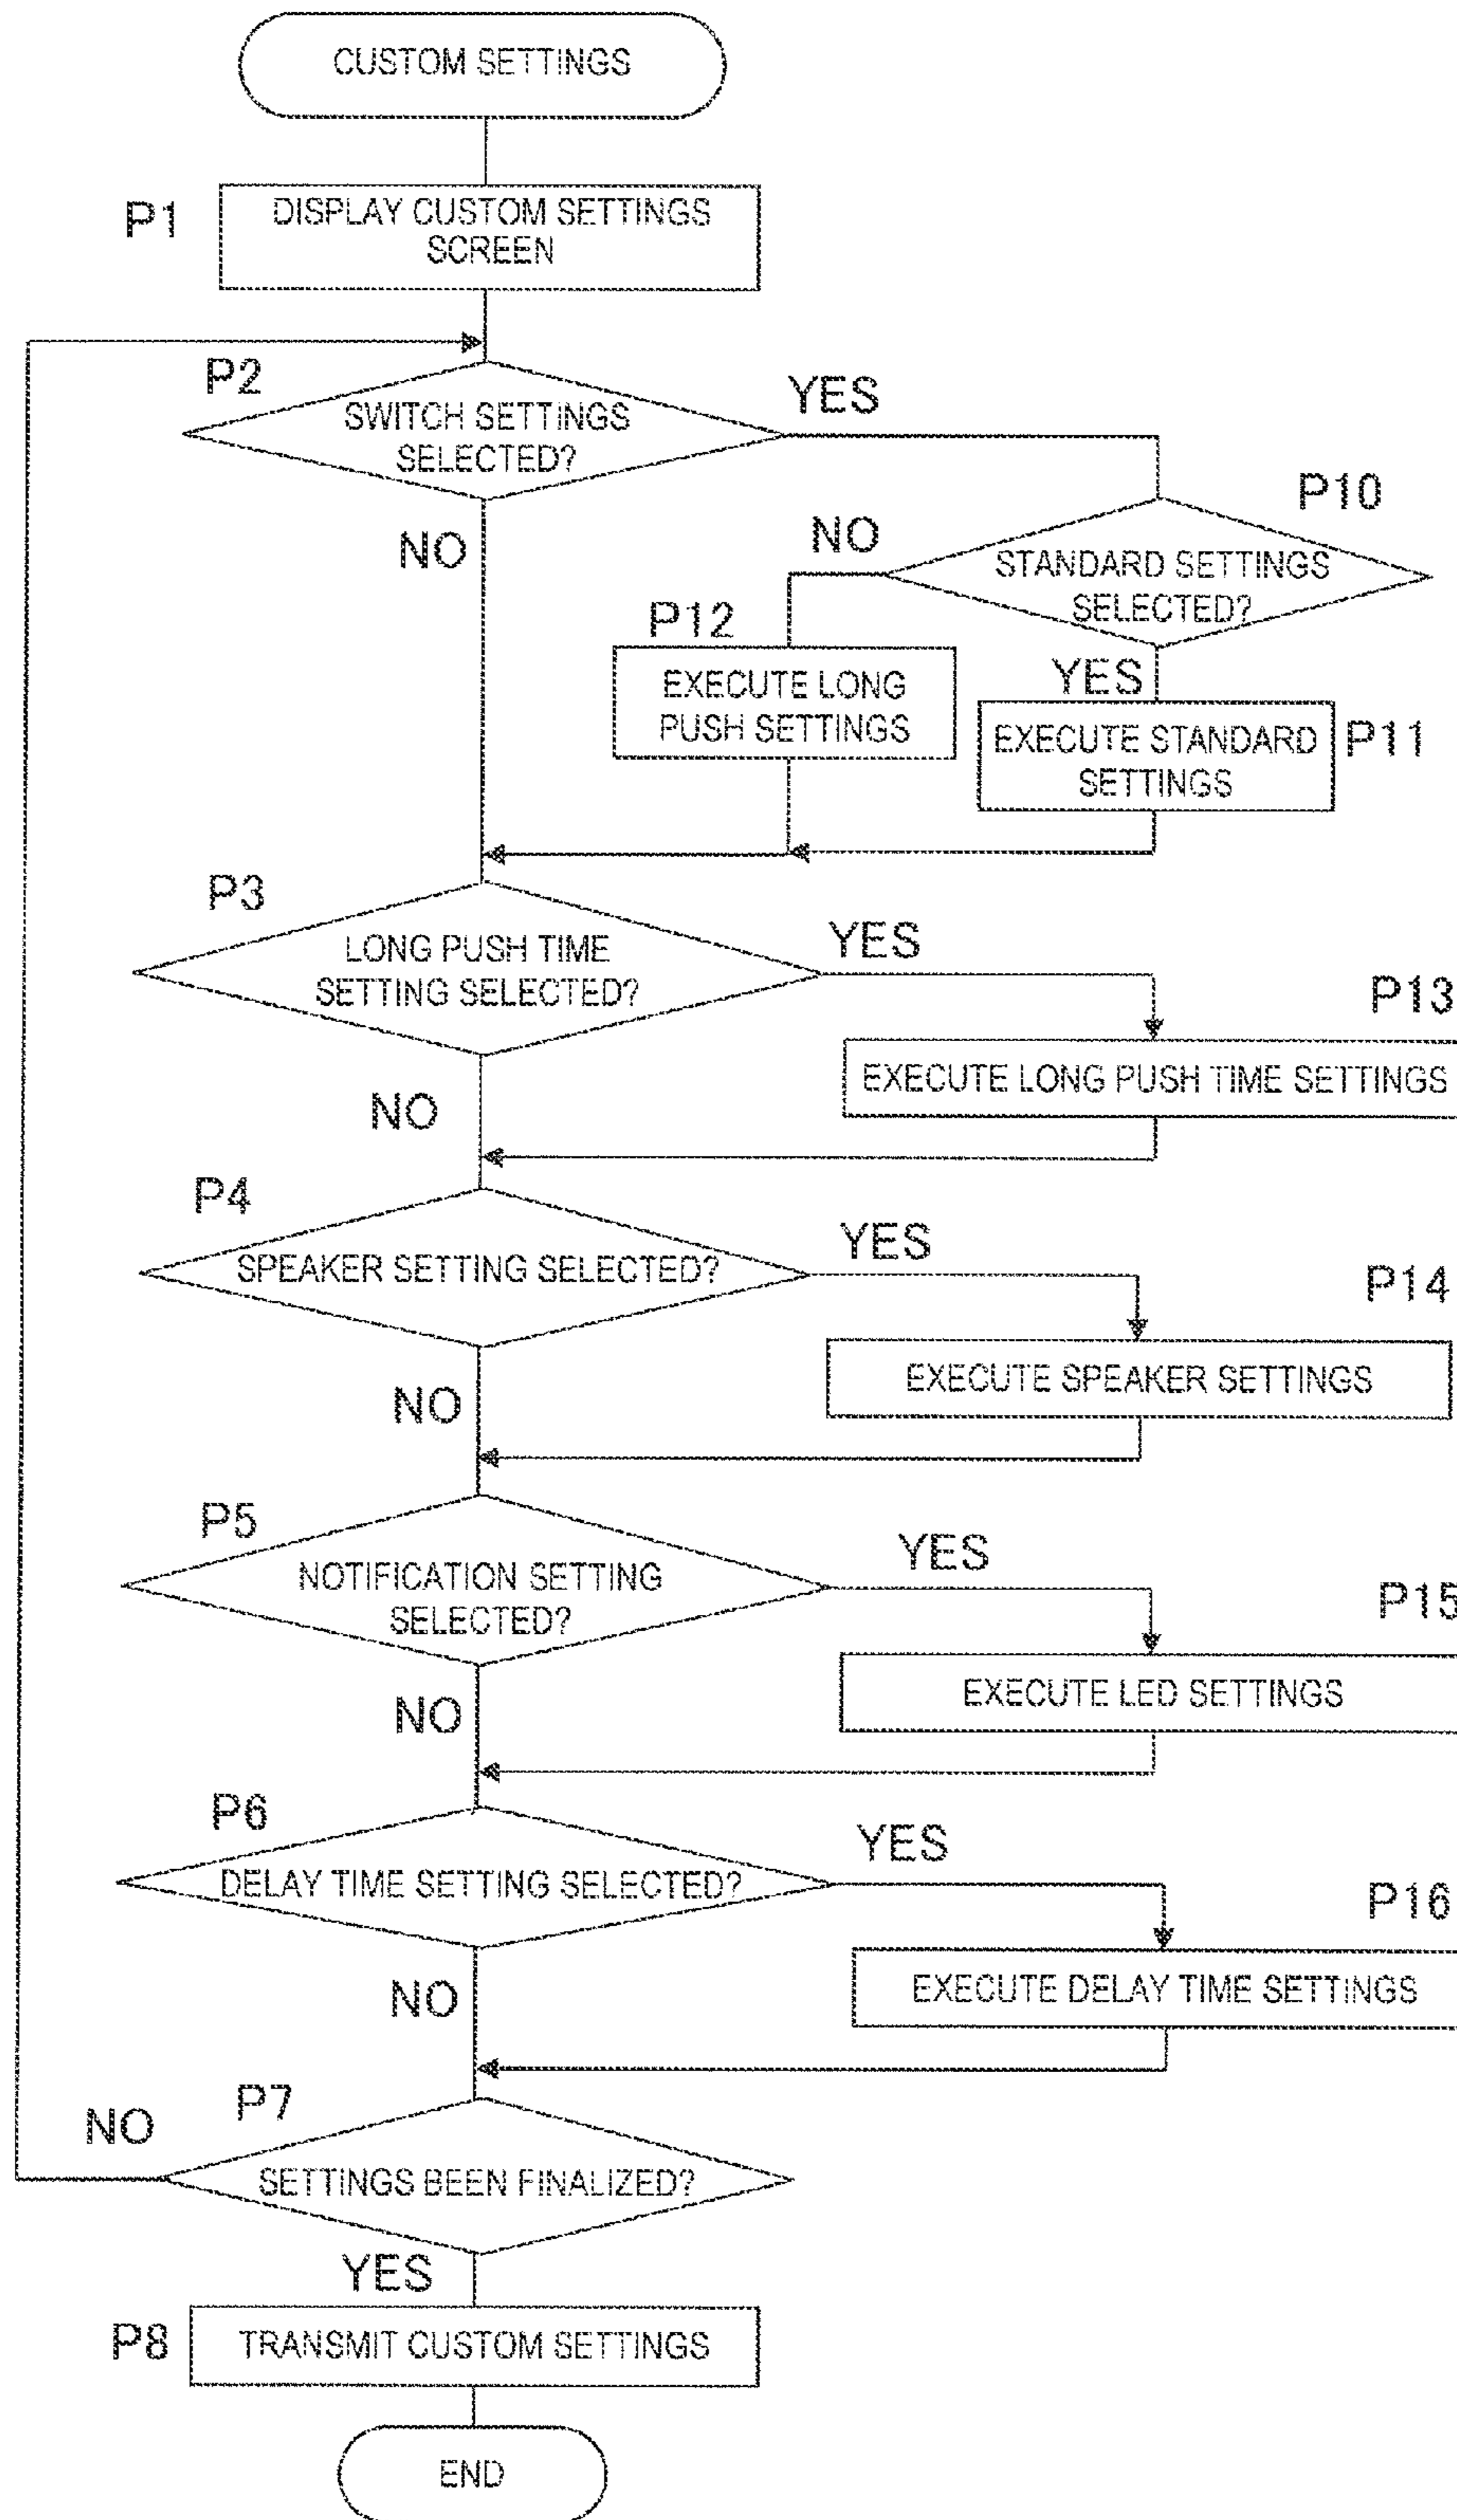 CUSTOM SETTINGS
P1
DISPLAY CUSTOM SETTINGS
SCREEN
P2
SWITCH SETTINGS
SELECTED?
YES
NO
P10
STANDARD SETTINGS
SELECTED?
NO
YES
P12
EXECUTE LONG
PUSH SETTINGS
EXECUTE STANDARD
SETTINGS
P11
P3
LONG PUSH TIME
SETTING SELECTED?
YES
NO
P13
EXECUTE LONG PUSH TIME SETTINGS
P4
SPEAKER SETTING SELECTED?
YES
NO
P14
EXECUTE SPEAKER SETTINGS
P5
NOTIFICATION SETTING
SELECTED?
YES
NO
P15
EXECUTE LED SETTINGS
P6
DELAY TIME SETTING SELECTED?
YES
NO
P16
EXECUTE DELAY TIME SETTINGS
P7
SETTINGS BEEN FINALIZED?
NO
YES
P8
TRANSMIT CUSTOM SETTINGS
END